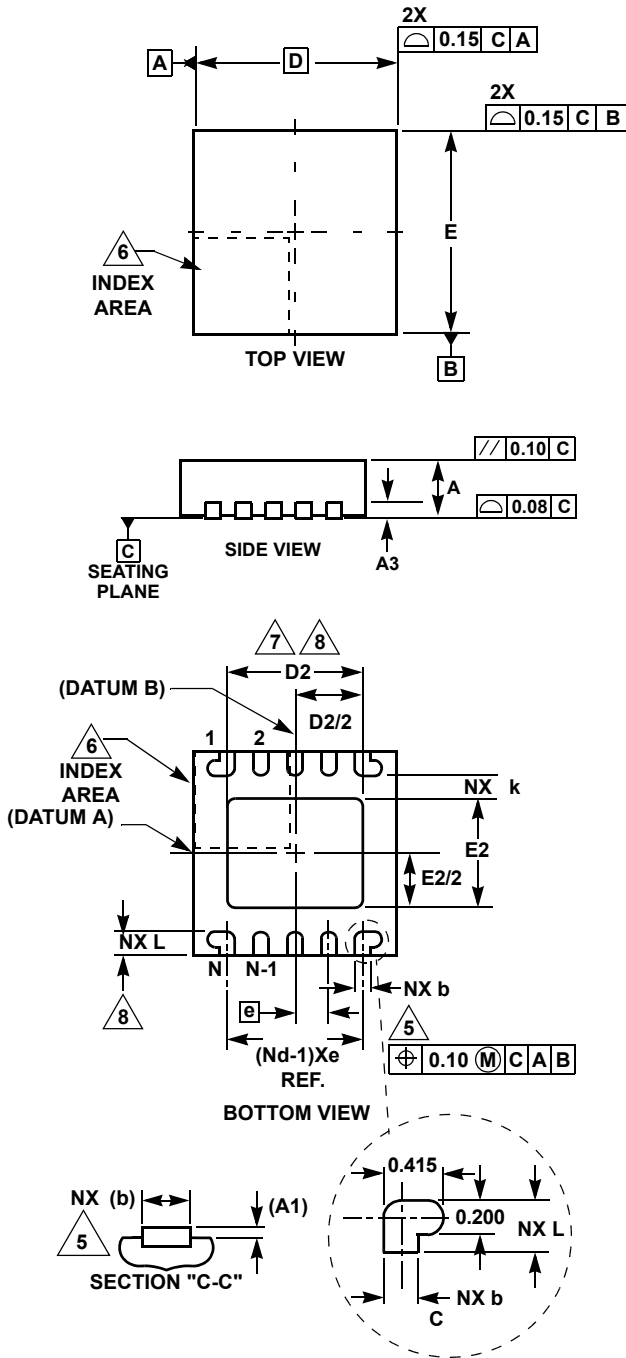 2X
0.15 C A
A
D
2X
0.15 C B
6
INDEX
AREA
E
TOP VIEW
B
// 0.10 C
A
0.08 C
C
SEATING
PLANE
SIDE VIEW
A3
7 8
D2
(DATUM B)
D2/2
6
INDEX
AREA
(DATUM A)
1 2
NX k
E2
E2/2
NX L
8
N N-1
NX b
e
(Nd-1)Xe
REF.
5
⌖ 0.10 Ⓜ C A B
BOTTOM VIEW
NX (b)
(A1)
5
SECTION "C-C"
0.415
0.200
NX L
NX b
C